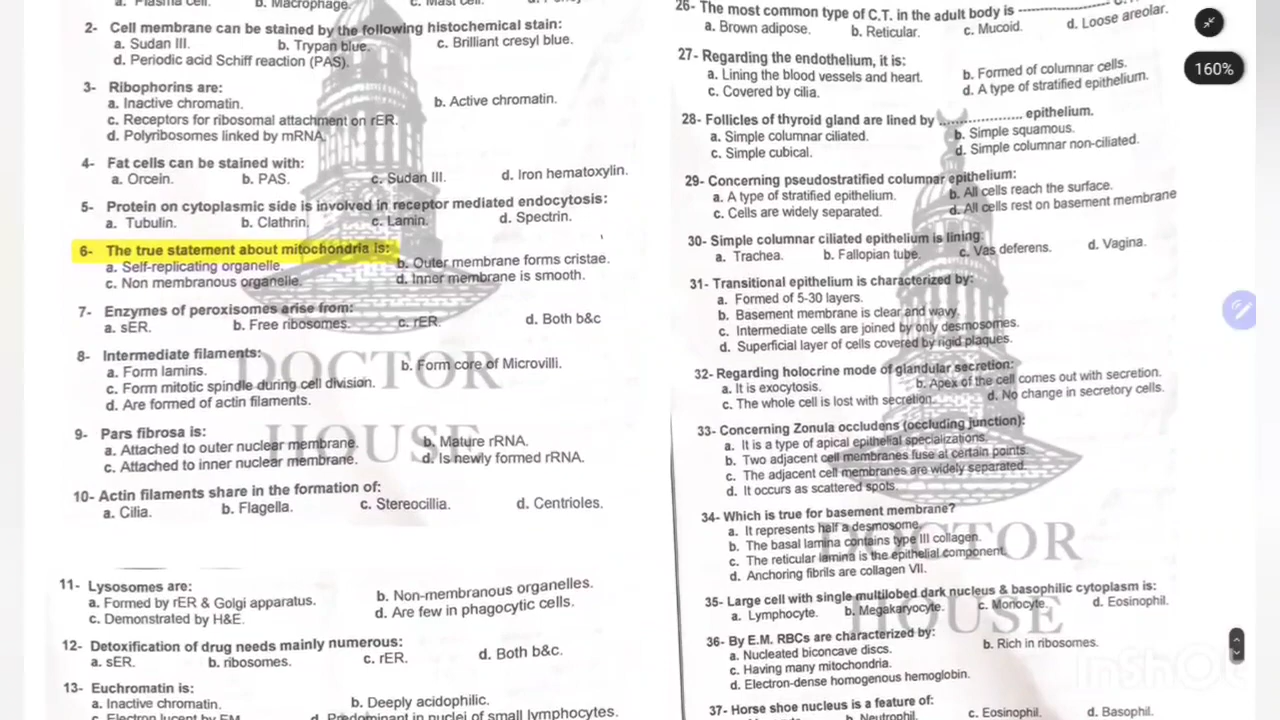 a. Plasma cell. b. Macrophage. c. Mast cell.
2- Cell membrane can be stained by the following histochemical stain:
a. Sudan III. b. Trypan blue. c. Brilliant cresyl blue.
d. Periodic acid Schiff reaction (PAS).
3- Ribophorins are:
a. Inactive chromatin. b. Active chromatin.
c. Receptors for ribosomal attachment on rER.
d. Polyribosomes linked by mRNA.
4- Fat cells can be stained with:
a. Orcein. b. PAS. c. Sudan III. d. Iron hematoxylin.
5- Protein on cytoplasmic side is involved in receptor mediated endocytosis:
a. Tubulin. b. Clathrin. c. Lamin. d. Spectrin.
6- The true statement about mitochondria is:
a. Self-replicating organelle. b. Outer membrane forms cristae.
c. Non membranous organelle. d. Inner membrane is smooth.
7- Enzymes of peroxisomes arise from:
a. sER. b. Free ribosomes. c. rER. d. Both b&c
8- Intermediate filaments:
a. Form lamins. b. Form core of Microvilli.
c. Form mitotic spindle during cell division.
d. Are formed of actin filaments.
9- Pars fibrosa is:
a. Attached to outer nuclear membrane. b. Mature rRNA.
c. Attached to inner nuclear membrane. d. Is newly formed rRNA.
10- Actin filaments share in the formation of:
a. Cilia. b. Flagella. c. Stereocillia. d. Centrioles.
11- Lysosomes are:
a. Formed by rER & Golgi apparatus. b. Non-membranous organelles.
c. Demonstrated by H&E. d. Are few in phagocytic cells.
12- Detoxification of drug needs mainly numerous:
a. sER. b. ribosomes. c. rER. d. Both b&c.
13- Euchromatin is:
a. Inactive chromatin. b. Deeply acidophilic.
c. Electron lucent by EM. d. Predominant in nuclei of small lymphocytes.
DOCTOR
HOUSE
26- The most common type of C.T. in the adult body is
a. Brown adipose. b. Reticular. c. Mucoid. d. Loose areolar.
27- Regarding the endothelium, it is:
a. Lining the blood vessels and heart. b. Formed of columnar cells.
c. Covered by cilia. d. A type of stratified epithelium.
28- Follicles of thyroid gland are lined by .................... epithelium.
a. Simple columnar ciliated. b. Simple squamous.
c. Simple cubical. d. Simple columnar non-ciliated.
29- Concerning pseudostratified columnar epithelium:
a. A type of stratified epithelium. b. All cells reach the surface.
c. Cells are widely separated. d. All cells rest on basement membrane
30- Simple columnar ciliated epithelium is lining:
a. Trachea. b. Fallopian tube. c. Vas deferens. d. Vagina.
31- Transitional epithelium is characterized by:
a. Formed of 5-30 layers.
b. Basement membrane is clear and wavy.
c. Intermediate cells are joined by only desmosomes.
d. Superficial layer of cells covered by rigid plaques.
32- Regarding holocrine mode of glandular secretion:
a. It is exocytosis. b. Apex of the cell comes out with secretion.
c. The whole cell is lost with secretion. d. No change in secretory cells.
33- Concerning Zonula occludens (occluding junction):
a. It is a type of apical epithelial specializations.
b. Two adjacent cell membranes fuse at certain points.
c. The adjacent cell membranes are widely separated.
d. It occurs as scattered spots.
34- Which is true for basement membrane?
a. It represents half a desmosome.
b. The basal lamina contains type III collagen.
c. The reticular lamina is the epithelial component.
d. Anchoring fibrils are collagen VII.
35- Large cell with single multilobed dark nucleus & basophilic cytoplasm is:
a. Lymphocyte. b. Megakaryocyte. c. Monocyte. d. Eosinophil.
36- By E.M. RBCs are characterized by:
a. Nucleated biconcave discs. b. Rich in ribosomes.
c. Having many mitochondria.
d. Electron-dense homogenous hemoglobin.
37- Horse shoe nucleus is a feature of:
b. Neutrophil. c. Eosinophil. d. Basophil.
DOCTOR
HOUSE
160%
InShOt